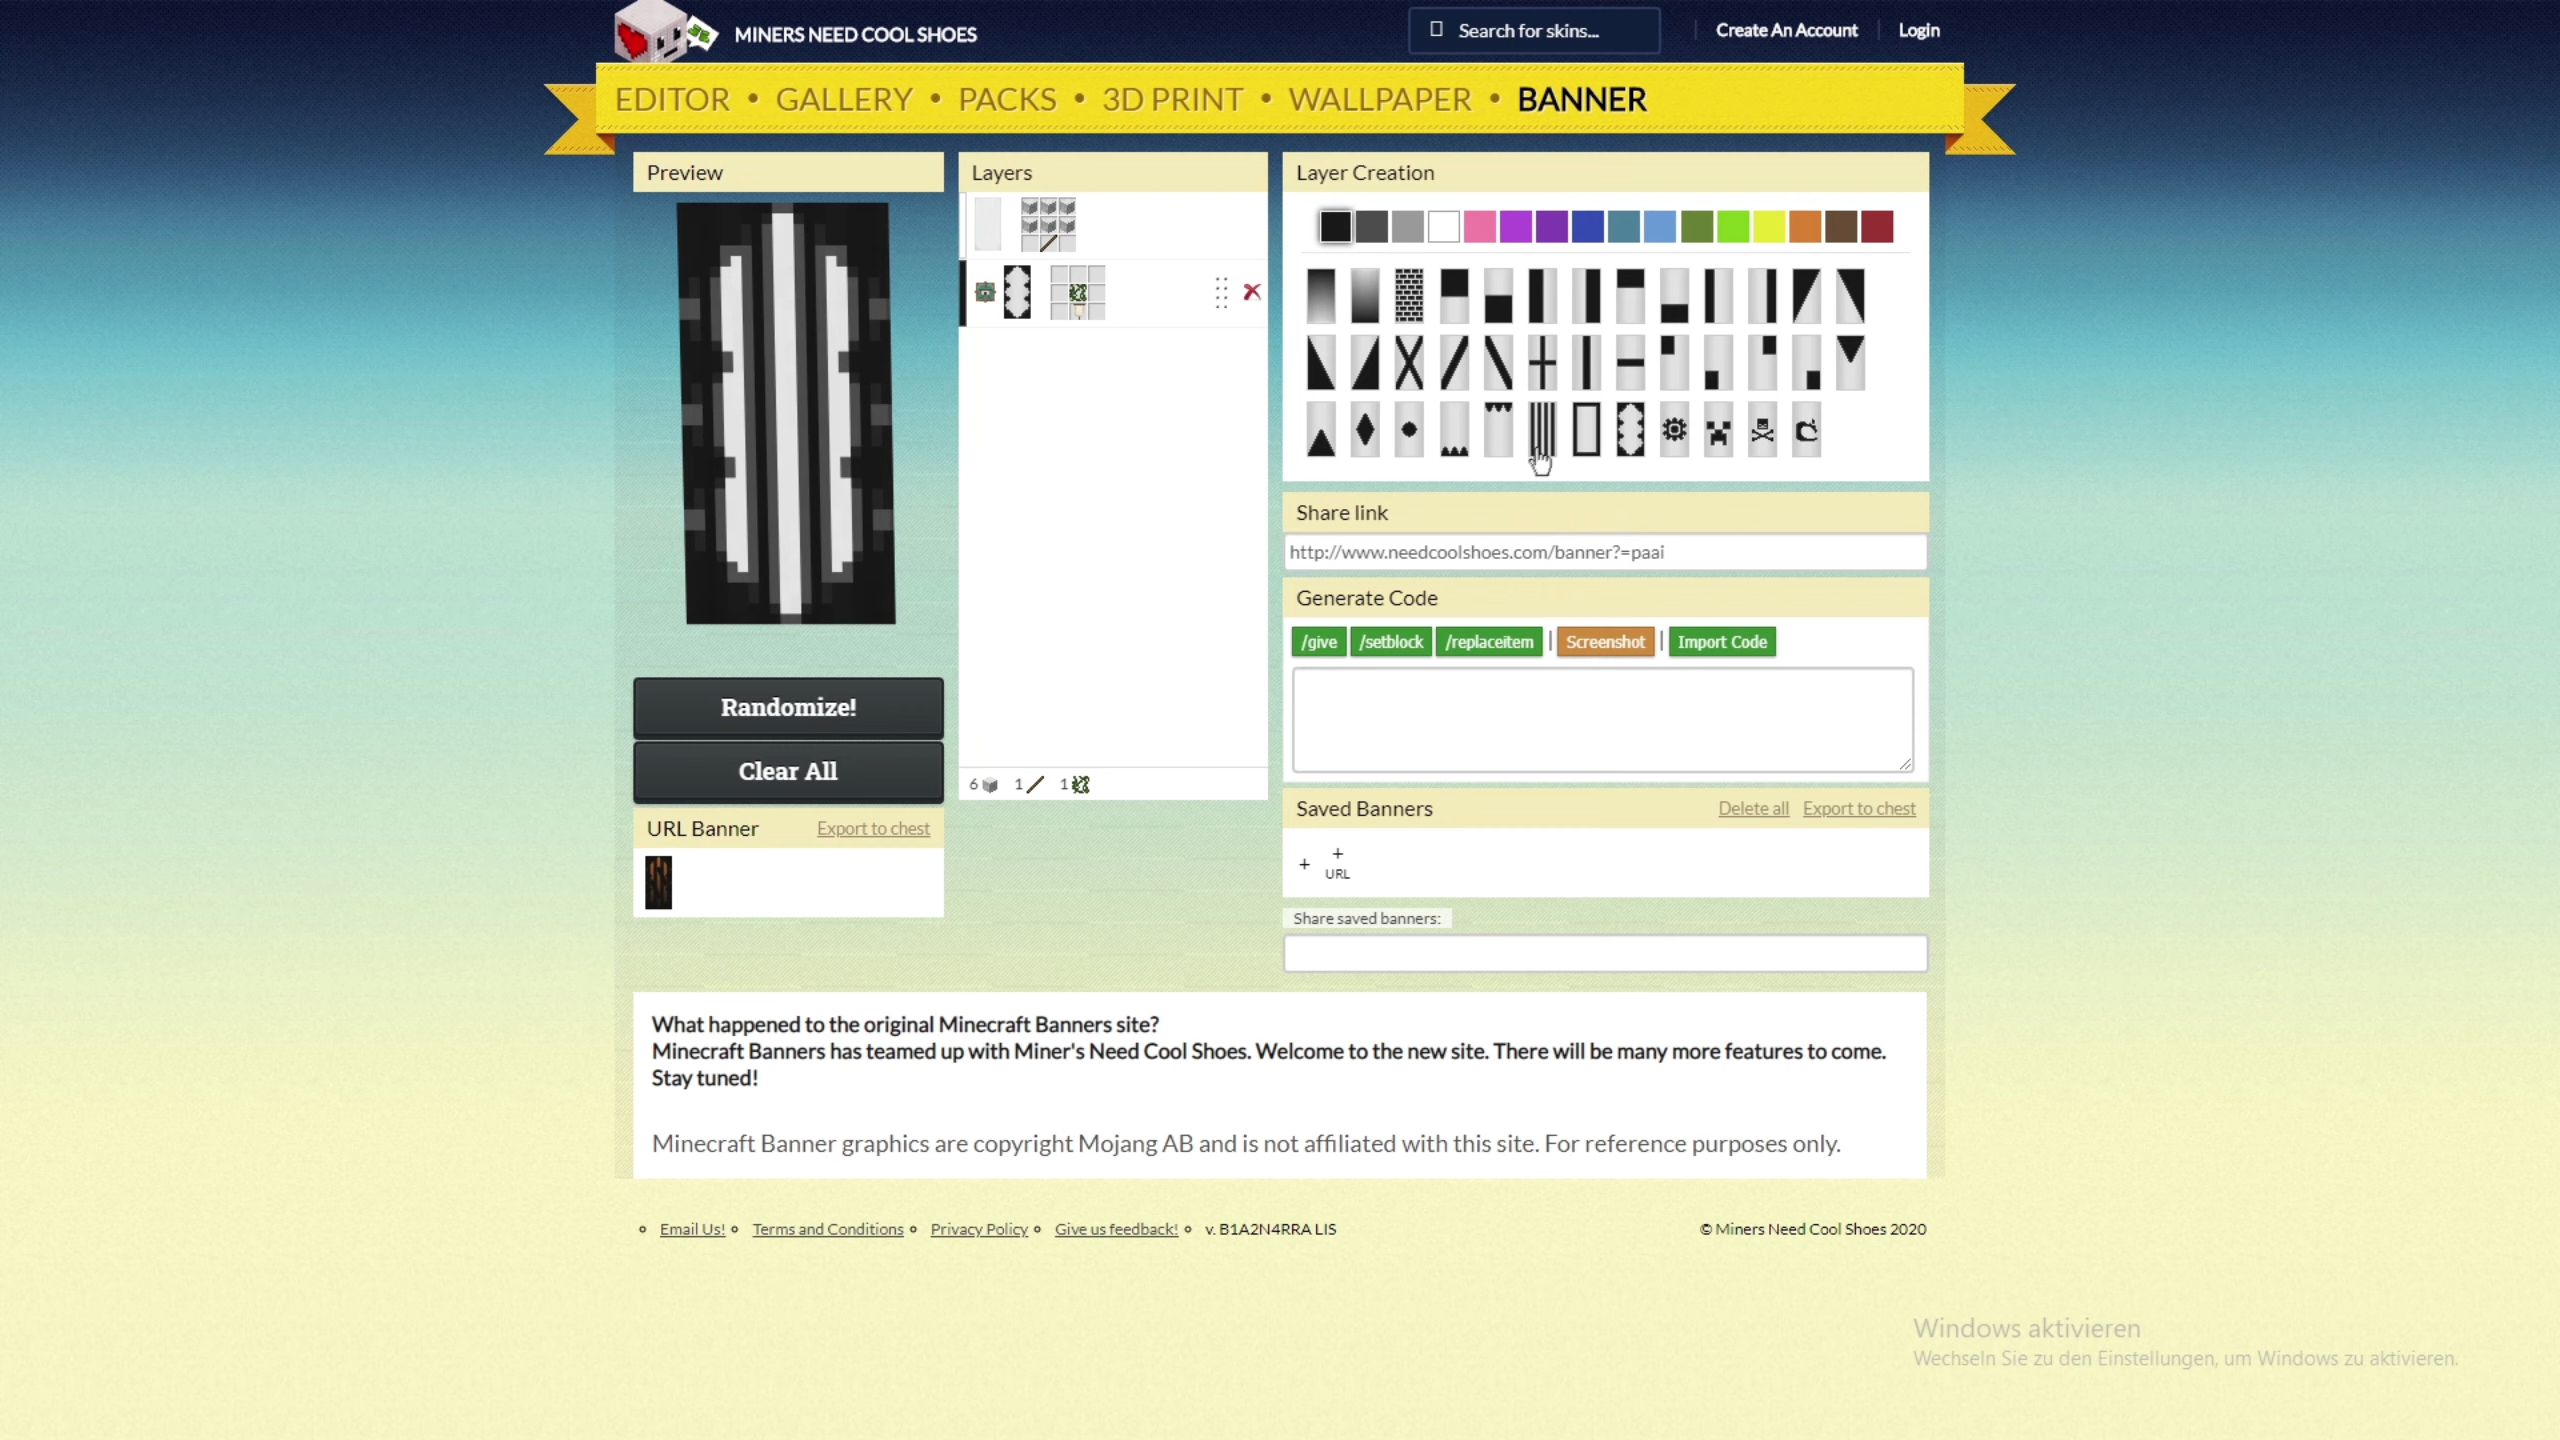 MINERS NEED COOL SHOES
Search for skins...
Create An Account
Login
EDITOR • GALLERY • PACKS • 3D PRINT • WALLPAPER • BANNER
Preview
Layers
Layer Creation
Share link
http://www.needcoolshoes.com/banner?=paai
Generate Code
/give /setblock /replaceitem | Screenshot | Import Code
Randomize!
Clear All
6 1 1
URL Banner Export to chest
Saved Banners Delete all Export to chest
+ +
URL
Share saved banners:
What happened to the original Minecraft Banners site?
Minecraft Banners has teamed up with Miner's Need Cool Shoes. Welcome to the new site. There will be many more features to come.
Stay tuned!
Minecraft Banner graphics are copyright Mojang AB and is not affiliated with this site. For reference purposes only.
Email Us! Terms and Conditions Privacy Policy Give us feedback! v. B1A2N4RRA LIS
© Miners Need Cool Shoes 2020
Windows aktivieren
Wechseln Sie zu den Einstellungen, um Windows zu aktivieren.